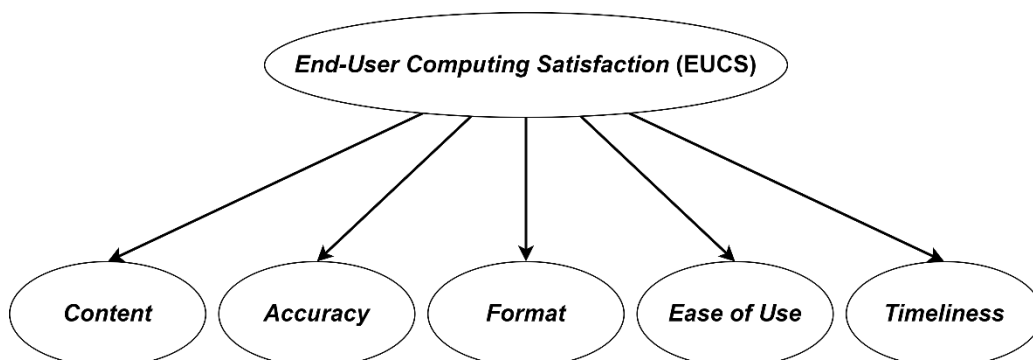 End-User Computing Satisfaction (EUCS)
Content
Accuracy
Format
Ease of Use
Timeliness